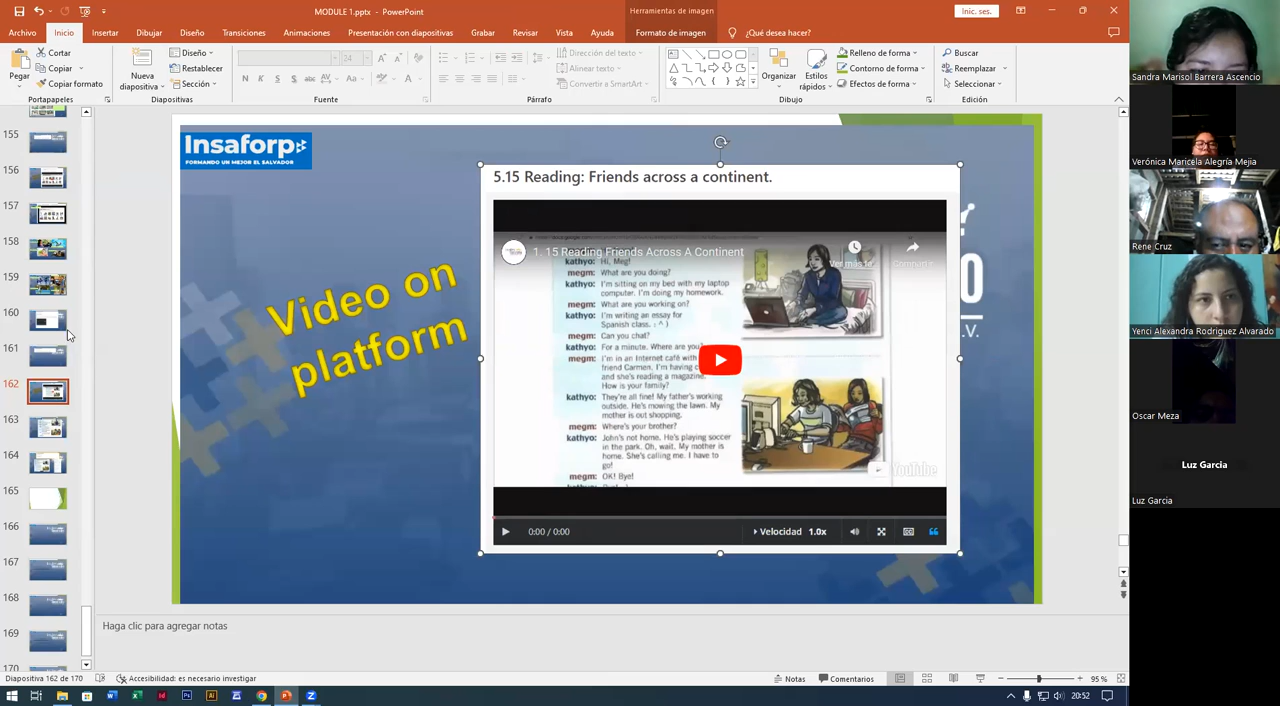 MODULE 1.pptx - PowerPoint
Herramientas de imagen
Inic. ses.
Archivo Inicio Insertar Dibujar Diseño Transiciones Animaciones Presentación con diapositivas Grabar Revisar Vista Ayuda Formato de imagen ¿Qué desea hacer?
Pegar
Cortar
Copiar
Copiar formato
Portapapeles
Nueva diapositiva
Diseño
Restablecer
Sección
Diapositivas
24
N K S S abc AV Aa A
Fuente
Párrafo
Dirección del texto
Alinear texto
Convertir a SmartArt
Organizar
Estilos rápidos
Relleno de forma
Contorno de forma
Efectos de forma
Dibujo
Buscar
Reemplazar
Seleccionar
Edición
155
156
157
158
159
160
161
162
163
165
166
167
168
169
170
Insaforp
FORMANDO UN MEJOR EL SALVADOR
Video on
platform
5.15 Reading: Friends across a continent.
1. 15 Reading Friends Across A Continent
kathyo: Hi, Meg!
megm: What are you doing?
kathyo: I'm sitting on my bed with my laptop
computer. I'm doing my homework.
megm: What are you working on?
kathyo: I'm writing an essay for
Spanish class. : ^ )
megm: Can you chat?
kathyo: For a minute. Where are you
megm: I'm in an Internet café with
friend Carmen. I'm having c
and she's reading a magazine.
How is your family?
kathyo: They're all fine! My father's working
outside. He's mowing the lawn. My
mother is out shopping.
megm: Where's your brother?
kathyo: John's not home. He's playing soccer
in the park. Oh, wait. My mother is
home. She's calling me. I have to
go!
megm: OK! Bye!
YouTube
0:00 / 0:00
Velocidad 1.0x
V.
Haga clic para agregar notas
Diapositiva 162 de 170
Accesibilidad: es necesario investigar
Notas
Comentarios
95 %
20:52
Sandra Marisol Barrera Ascencio
Verónica Maricela Alegría Mejia
Rene Cruz
Yenci Alexandra Rodriguez Alvarado
Oscar Meza
Luz Garcia
Luz Garcia